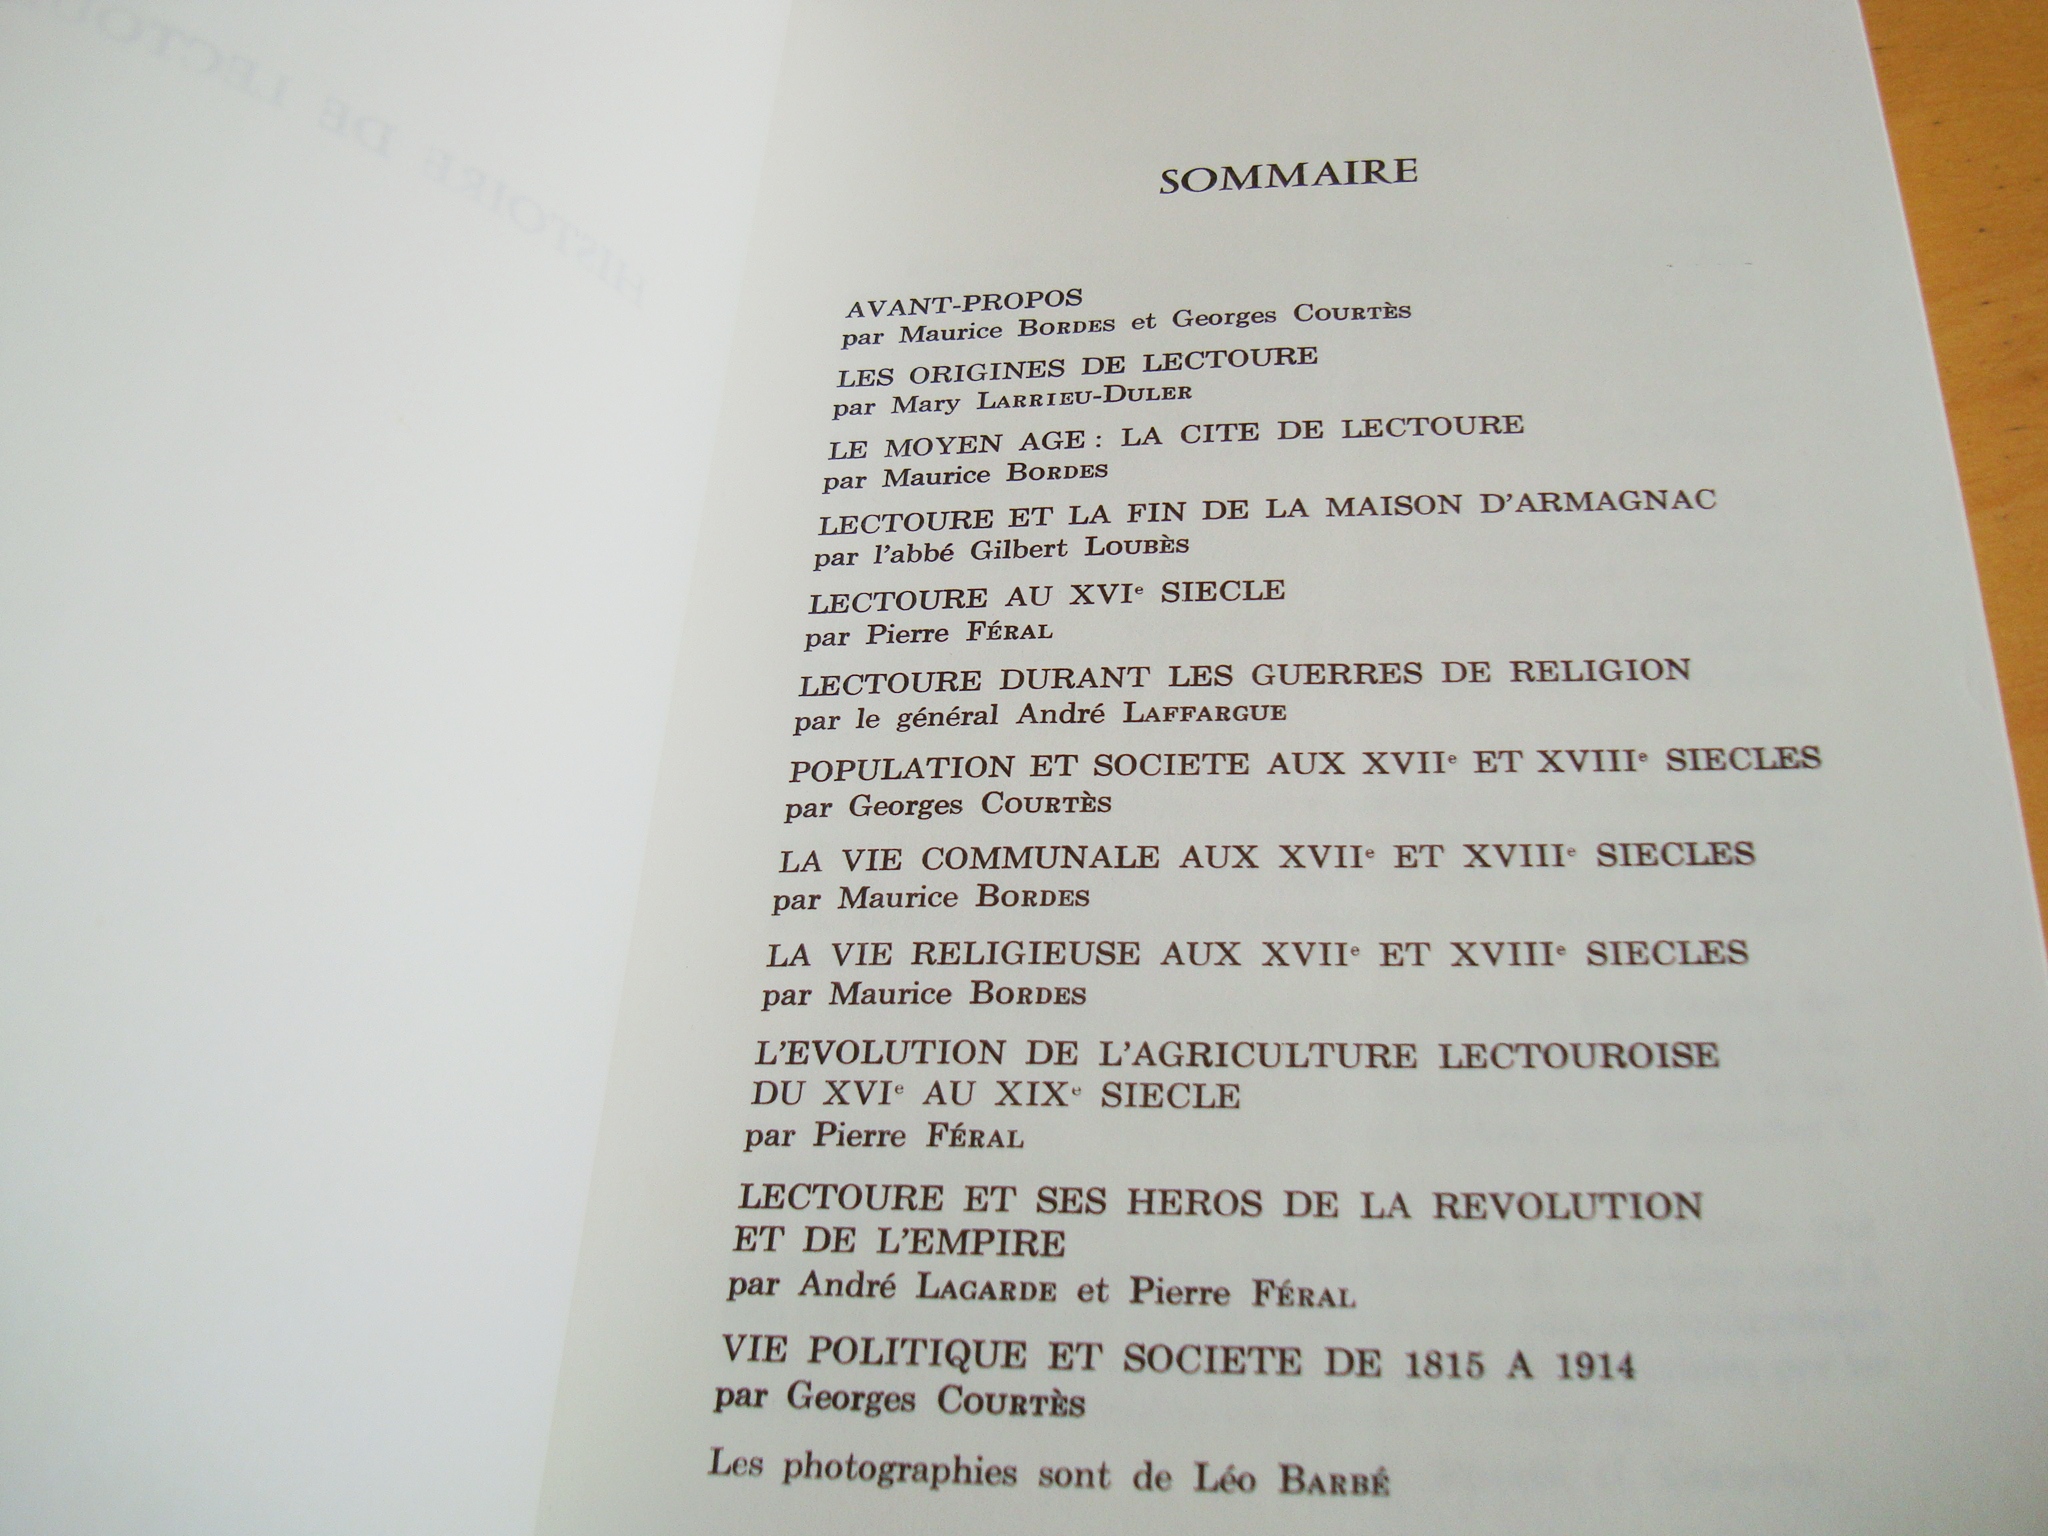 HISTOIRE DE LECTOU
SOMMAIRE
AVANT-PROPOS
par Maurice BORDES et Georges COURTÈS
LES ORIGINES DE LECTOURE
par Mary LARRIEU-DULER
LE MOYEN AGE : LA CITE DE LECTOURE
par Maurice BORDES
LECTOURE ET LA FIN DE LA MAISON D'ARMAGNAC
par l'abbé Gilbert LOUBÈS
LECTOURE AU XVIe SIECLE
par Pierre FÉRAL
LECTOURE DURANT LES GUERRES DE RELIGION
par le général André LAFFARGUE
POPULATION ET SOCIETE AUX XVIIe ET XVIIIe SIECLES
par Georges COURTÈS
LA VIE COMMUNALE AUX XVIIe ET XVIIIe SIECLES
par Maurice BORDES
LA VIE RELIGIEUSE AUX XVIIe ET XVIIIe SIECLES
par Maurice BORDES
L'EVOLUTION DE L'AGRICULTURE LECTOUROISE
DU XVIe AU XIXe SIECLE
par Pierre FÉRAL
LECTOURE ET SES HEROS DE LA REVOLUTION
ET DE L'EMPIRE
par André LAGARDE et Pierre FÉRAL
VIE POLITIQUE ET SOCIETE DE 1815 A 1914
par Georges COURTÈS
Les photographies sont de Léo BARBÉ